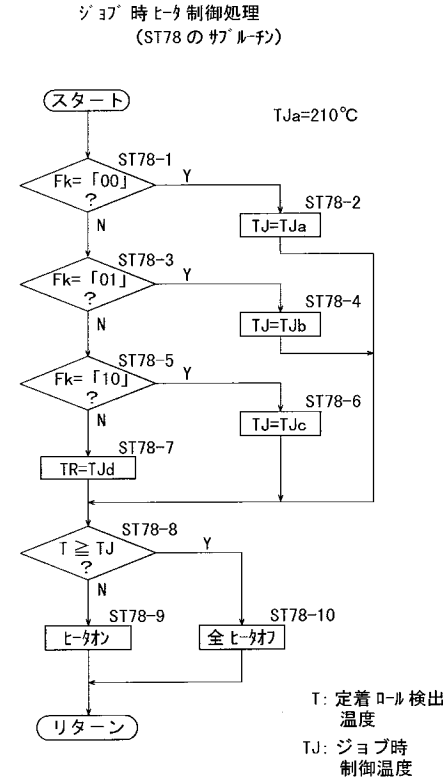 ジョブ 時 ヒータ 制御処理
(ST78 の サブルーチン)
スタート
TJa=210℃
ST78-1
Fk=「00」
?
Y
N
ST78-2
TJ=TJa
ST78-3
Fk=「01」
?
Y
N
ST78-4
TJ=TJb
ST78-5
Fk=「10」
?
Y
N
ST78-6
TJ=TJc
ST78-7
TR=TJd
ST78-8
T ≧ TJ
?
Y
N
ST78-9
ヒータオン
ST78-10
全 ヒータオフ
リターン
T: 定着 ロール 検出
温度
TJ: ジョブ時
制御温度